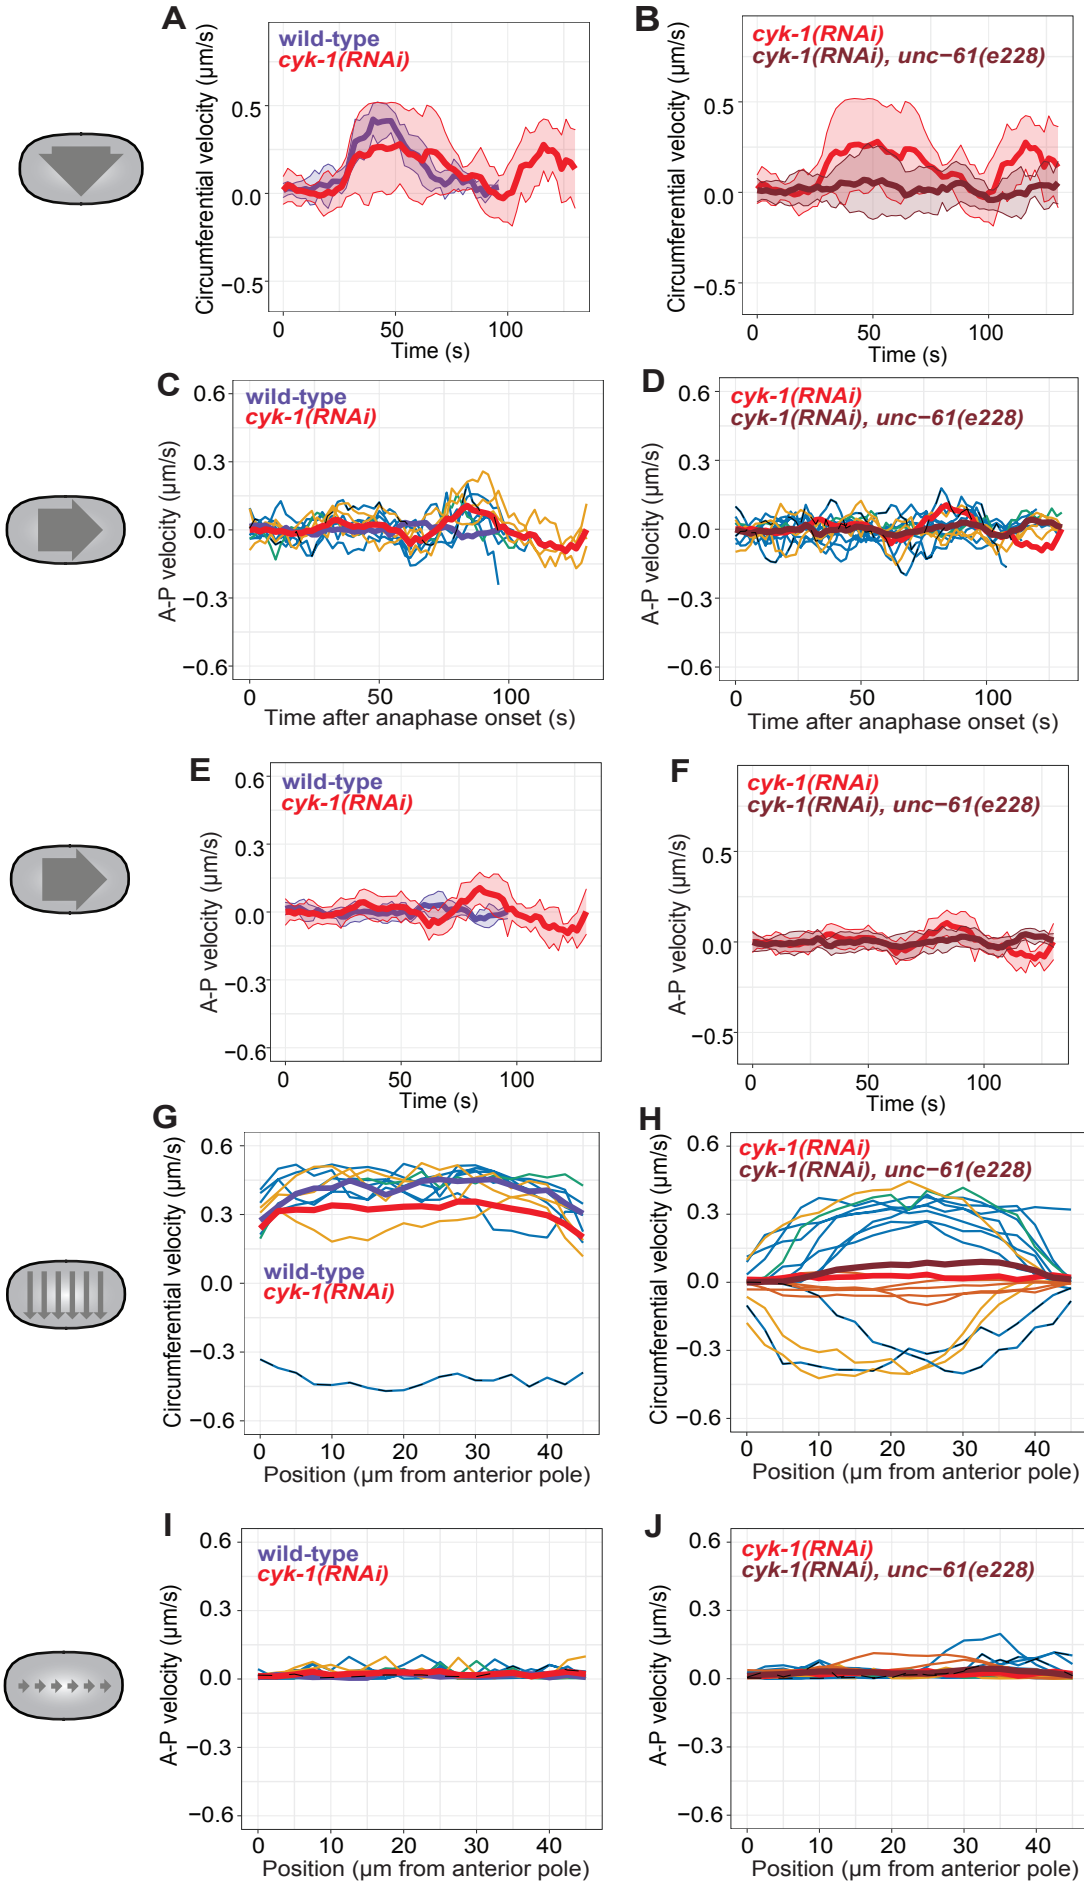 A
wild-type
cyk-1(RNAi)
Circumferential velocity (µm/s)
0.5
0.0
−0.5
0
50
100
Time (s)
B
cyk-1(RNAi)
cyk-1(RNAi), unc−61(e228)
Circumferential velocity (µm/s)
0.5
0.0
−0.5
0
50
100
Time (s)
C
wild-type
cyk-1(RNAi)
A-P velocity (µm/s)
0.6
0.3
0.0
−0.3
−0.6
0
50
100
Time after anaphase onset (s)
D
cyk-1(RNAi)
cyk-1(RNAi), unc−61(e228)
A-P velocity (µm/s)
0.6
0.3
0.0
−0.3
−0.6
0
50
100
Time after anaphase onset (s)
E
wild-type
cyk-1(RNAi)
A-P velocity (µm/s)
0.6
0.3
0.0
−0.3
−0.6
0
50
100
Time (s)
F
cyk-1(RNAi)
cyk-1(RNAi), unc−61(e228)
A-P velocity (µm/s)
0.5
0.0
−0.5
0
50
100
Time (s)
G
wild-type
cyk-1(RNAi)
Circumferential velocity (µm/s)
0.6
0.3
0.0
−0.3
−0.6
0
10
20
30
40
Position (µm from anterior pole)
H
cyk-1(RNAi)
cyk-1(RNAi), unc−61(e228)
Circumferential velocity (µm/s)
0.6
0.3
0.0
−0.3
−0.6
0
10
20
30
40
Position (µm from anterior pole)
I
wild-type
cyk-1(RNAi)
A-P velocity (µm/s)
0.6
0.3
0.0
−0.3
−0.6
0
10
20
30
40
Position (µm from anterior pole)
J
cyk-1(RNAi)
cyk-1(RNAi), unc−61(e228)
A-P velocity (µm/s)
0.6
0.3
0.0
−0.3
−0.6
0
10
20
30
40
Position (µm from anterior pole)